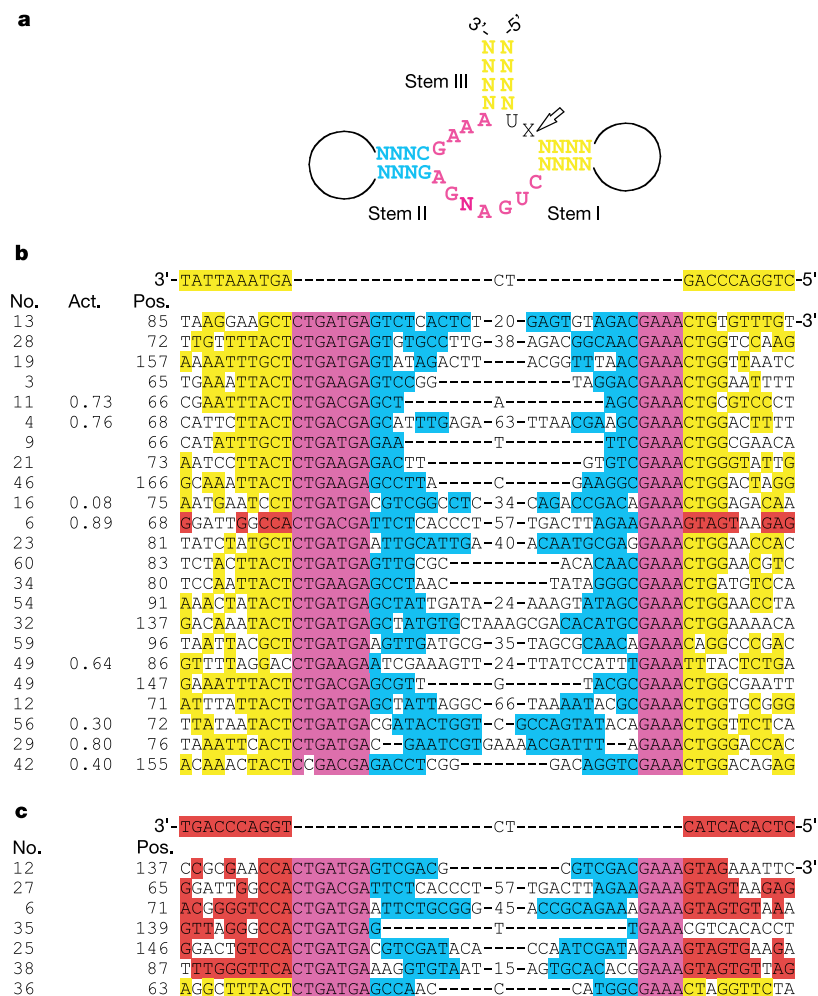 a
3'- -5'
N N
N N
N N
N N
Stem III
A U
A X
A
G
NNNC NNNN
NNNG NNNN
A C
G U
N G
A
Stem II Stem I
b
3'-TATTAAATGA------------------CT---------------GACCCAGGTC-5'
No. Act. Pos.
13 85 TAAGGAAGCTCTGATGAGTCTCACTCT-20-GAGTGTAGACGAAACTGTGTTTGT-3'
28 72 TTGTTTTACTCTGATGAGTGTGCCTTG-38-AGACGGCAACGAAACTGGTCCAAG
19 157 AAAATTTGCTCTGATGAGTATAGACTT----ACGGTTTAACGAAACTGGTTAATC
3 65 TGAAATTACTCTGAAGAGTCCGG-------------TAGGACGAAACTGGAATTTT
11 0.73 66 CGAATTTACTCTGACGAGCT--------A---------AGCGAAACTGCGTCCCT
4 0.76 68 CATTCTTACTCTGACGAGCATTTGAGA-63-TTAACGAAGCGAAACTGGACTTTT
9 66 CATATTTGCTCTGATGAGAA---------T--------TTCGAAACTGGCGAACA
21 73 AATCCTTACTCTGAAGAGACTT--------------GTGTCGAAACTGGGTATTG
46 166 GCAAATTACTCTGAAGAGCCTTA------C-------GAAGGCGAAACTGGACTAGG
16 0.08 75 AATGAATCCTCTGATGACGTCGGCCTC-34-CAGACCGACAGAAACTGGAGACAA
6 0.89 68 GGATTGGCCACTGACGATTCTCACCCT-57-TGACTTAGAAGAAAGTAGTAAGAG
23 81 TATCTATGCTCTGATGAATTGCATTGA-40-ACAATGCGAGGAAACTGGAACCAC
60 83 TCTACTTACTCTGATGAGTTGCGC----------ACACAACGAAACTGGAACGTC
34 80 TCCAATTACTCTGAAGAGCCTAAC----------TATAGGGCGAAACTGATGTCCA
54 91 AAACTATACTCTGATGAGCTATTGATA-24-AAAGTATAGCGAAACTGGAACCTA
32 137 GACAAATACTCTGATGAGCTATGTGCTAAAGCGACACATGCGAAACTGGAAAACA
59 96 TAATTACGCTCTGATGAAGTTGATGCG-35-TAGCGCAACAGAAACAGGCCCGAC
49 0.64 86 GTTTTAGGACCTGAAGAATCGAAAGTT-24-TTATCCATTTGAAATTTACTCTGA
49 147 GAAATTTACTCTGACGAGCGTT-------G-------TACGCGAAACTGGCGAATT
12 71 ATTTATTACTCTGATGAGCTATTAGGC-66-TAAAATACGCGAAACTGGTGCGGG
56 0.30 72 TTATAATACTCTGATGACGATACTGGT-C-GCCAGTATACAGAAACTGGTTCTCA
29 0.80 76 TAAATTCACTCTGATGAC--GAATCGTGAAAACGATTT--AGAAACTGGGACCAC
42 0.40 155 ACAAACTACTCCGACGAGACCTCGG--------GACAGGTCGAAACTGGACAGAG
c
3'-TGACCCAGGT------------------CT---------------CATCACACTC-5'
No. Pos.
12 137 CCGCGAACCACTGATGAGTCGACG-----------CGTCGACGAAAGTAGAAATTC-3'
27 65 GGATTGGCCACTGACGATTCTCACCCT-57-TGACTTAGAAGAAAGTAGTAAGAG
6 71 ACGGGGTCCACTGATGAATTCTGCGGG-45-ACCGCAGAAAGAAAGTAGTGTAAA
35 139 GTTAGGGCCACTGATGAG----------T-----------TGAAACGTCACACCT
25 146 GGACTGTCCACTGATGACGTCGATACA---CCAATCGATAGAAAGTAGTGAAGA
38 87 TTTGGGTTCACTGATGAAAGGTGTAAT-15-AGTGCACACGGAAAGTAGTGTTAG
36 63 AGGCTTTACTCTGATGAGCCAAC------C-------CATGGCGAAACTAGGTTCTA